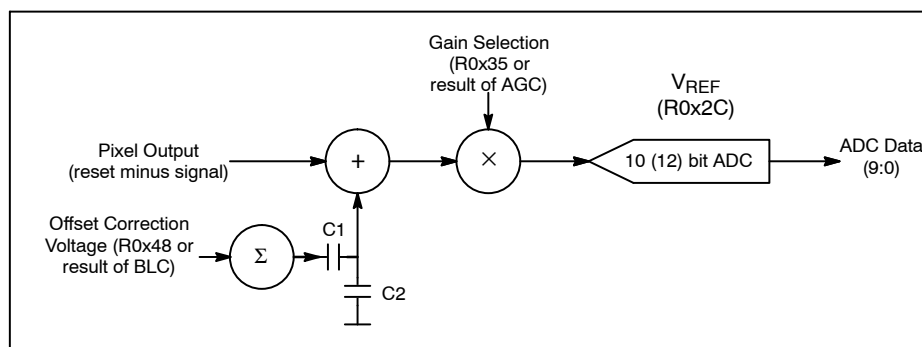 Gain Selection
(R0x35 or
result of AGC)
VREF
(R0x2C)
Pixel Output
(reset minus signal)
+
×
10 (12) bit ADC
ADC Data
(9:0)
Offset Correction
Voltage (R0x48 or
result of BLC)
Σ
C1
C2